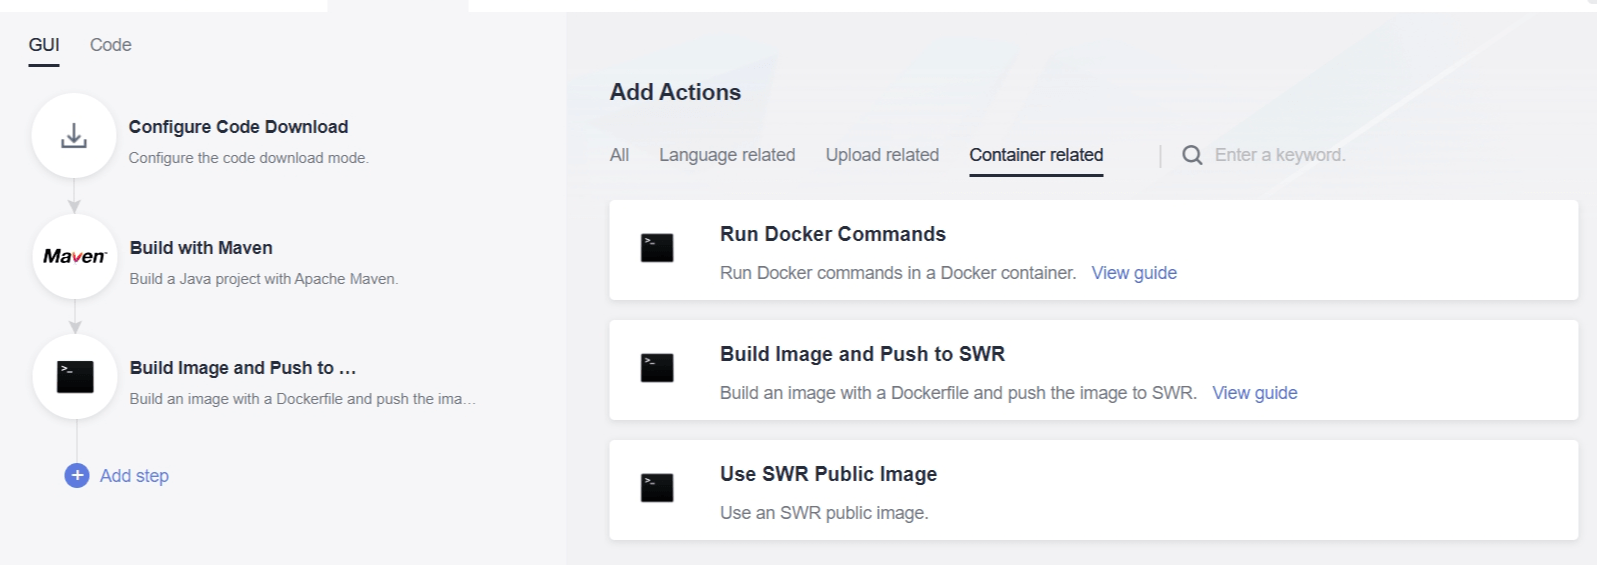 GUI Code
Configure Code Download
Configure the code download mode.
Maven™
Build with Maven
Build a Java project with Apache Maven.
>_
Build Image and Push to …
Build an image with a Dockerfile and push the ima…
+ Add step
Add Actions
All Language related Upload related Container related Enter a keyword.
>_
Run Docker Commands
Run Docker commands in a Docker container. View guide
>_
Build Image and Push to SWR
Build an image with a Dockerfile and push the image to SWR. View guide
>_
Use SWR Public Image
Use an SWR public image.